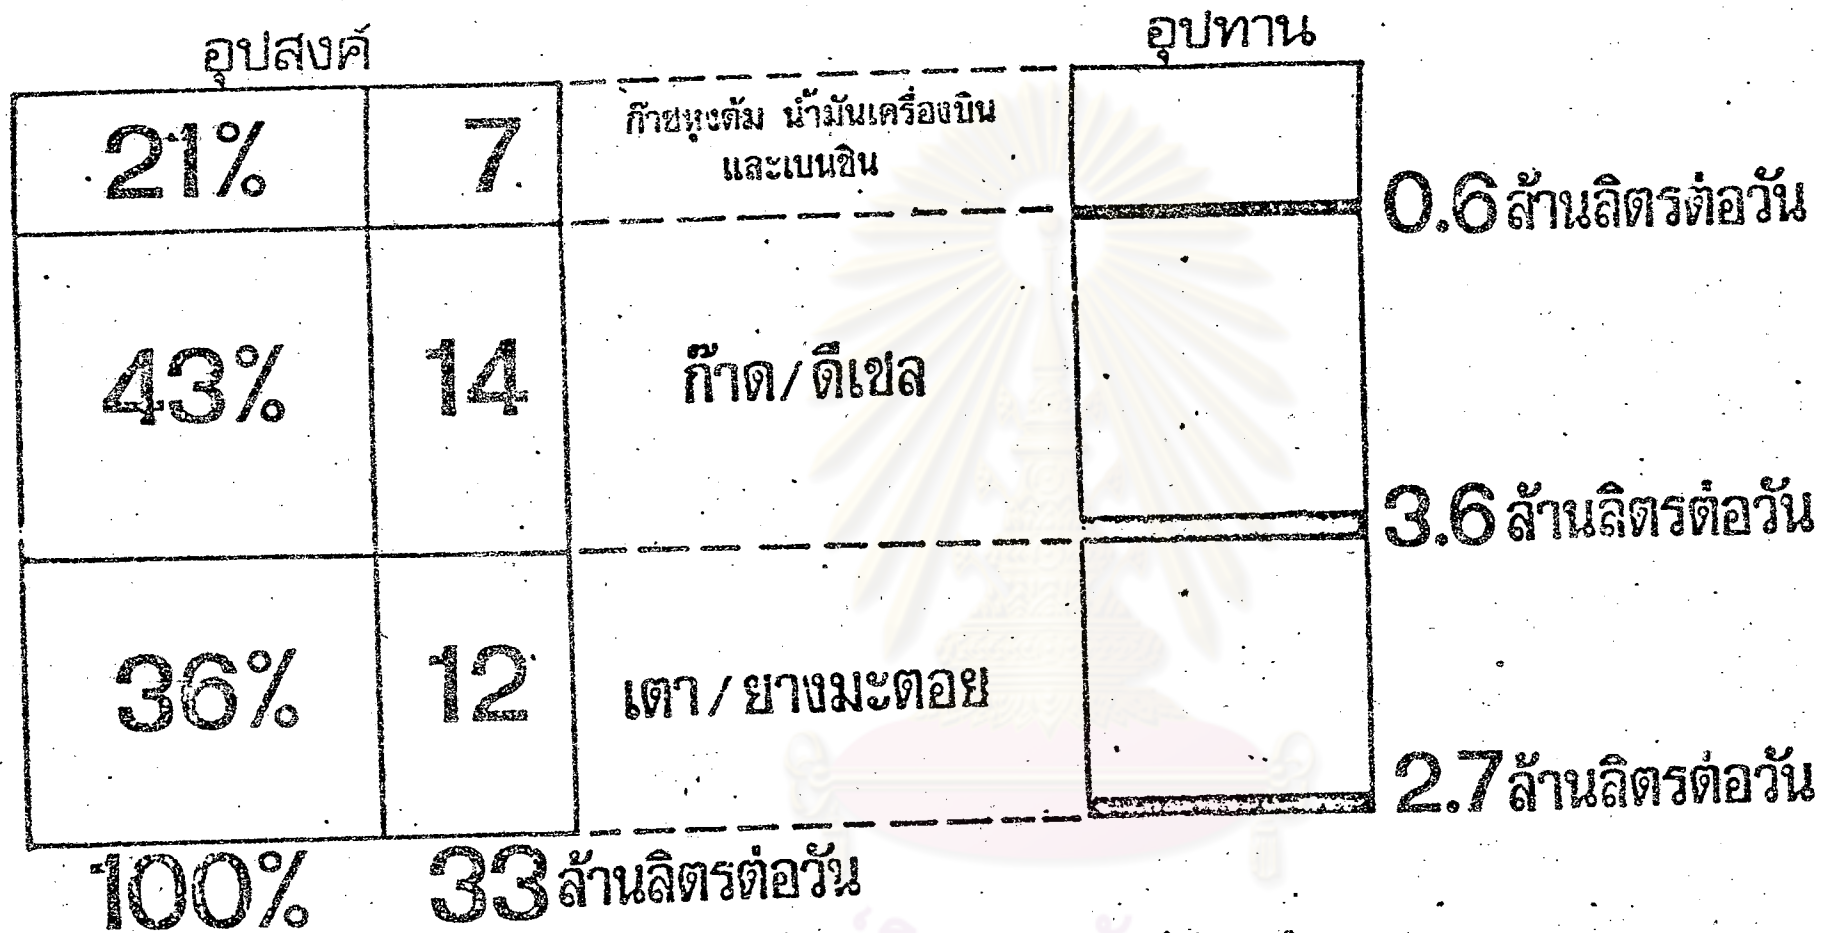 อุปสงค์
อุปทาน
21% 7 ก๊าซหุงต้ม น้ำมันเครื่องบิน
และเบนซิน
0.6 ล้านลิตรต่อวัน
43% 14 ก๊าด/ดีเซล
3.6 ล้านลิตรต่อวัน
36% 12 เตา/ยางมะตอย
2.7 ล้านลิตรต่อวัน
100% 33 ล้านลิตรต่อวัน